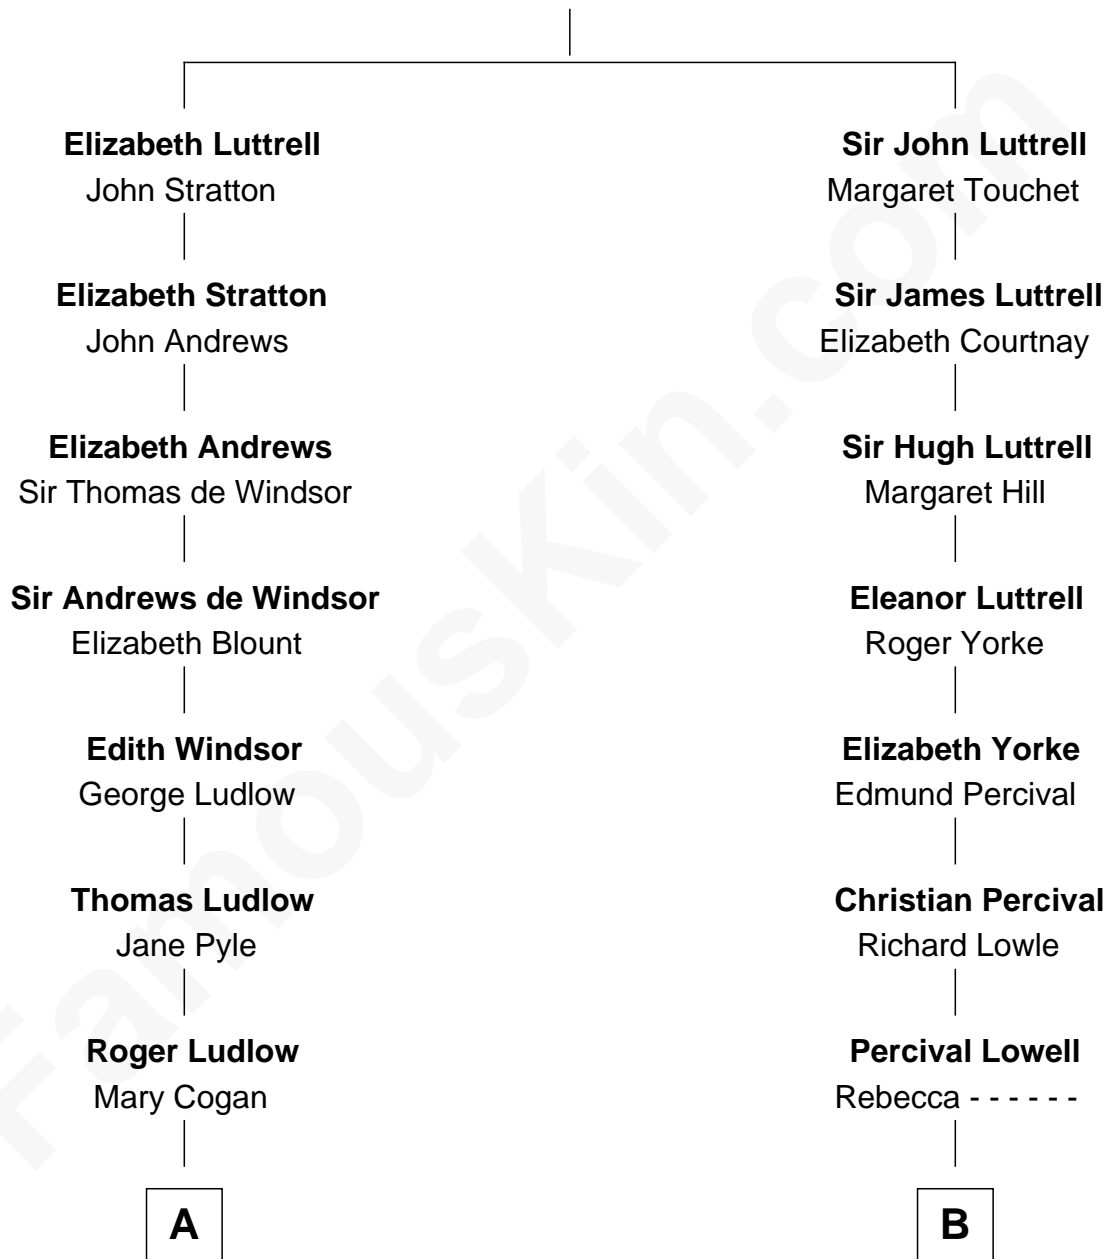 Elizabeth Luttrell
John Stratton
Elizabeth Stratton
John Andrews
Elizabeth Andrews
Sir Thomas de Windsor
Sir Andrews de Windsor
Elizabeth Blount
Edith Windsor
George Ludlow
Thomas Ludlow
Jane Pyle
Roger Ludlow
Mary Cogan
A
Sir John Luttrell
Margaret Touchet
Sir James Luttrell
Elizabeth Courtnay
Sir Hugh Luttrell
Margaret Hill
Eleanor Luttrell
Roger Yorke
Elizabeth Yorke
Edmund Percival
Christian Percival
Richard Lowle
Percival Lowell
Rebecca - - - - - -
B
FamousKin.com